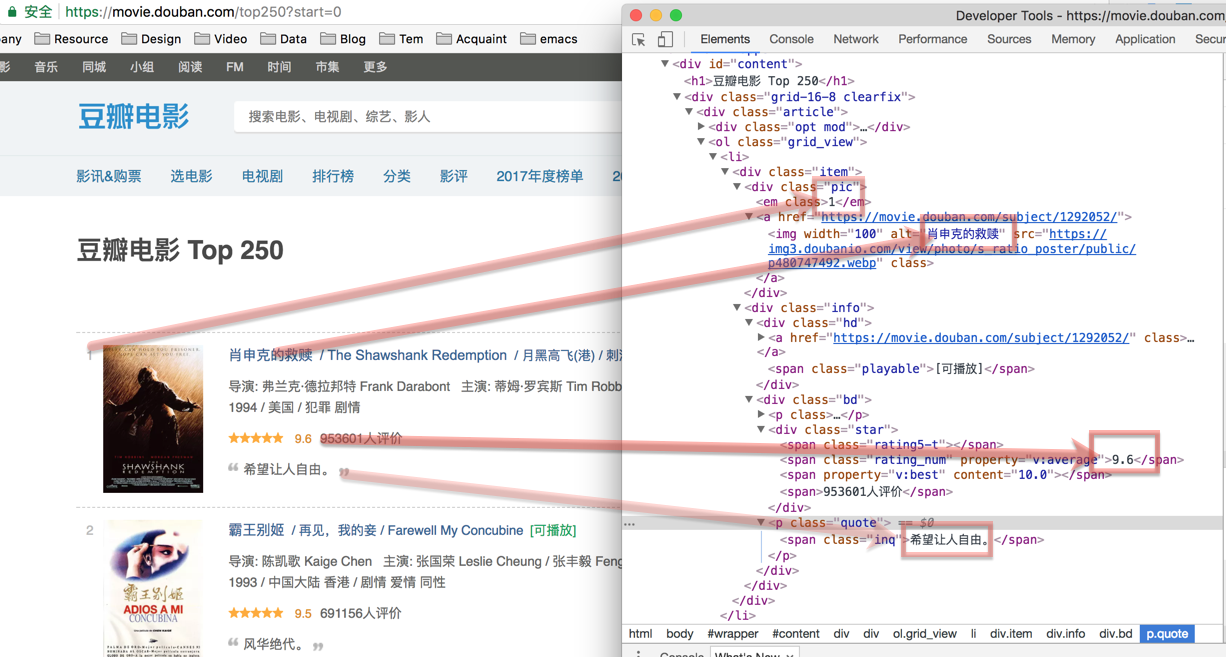 安全 https://movie.douban.com/top250?start=0
any Resource Design Video Data Blog Tem Acquaint emacs
影 音乐 同城 小组 阅读 FM 时间 市集 更多
豆瓣电影
搜索电影、电视剧、综艺、影人
影讯&购票 选电影 电视剧 排行榜 分类 影评 2017年度榜单 20
豆瓣电影 Top 250
1
肖申克的救赎 / The Shawshank Redemption / 月黑高飞(港) / 刺
导演: 弗兰克·德拉邦特 Frank Darabont 主演: 蒂姆·罗宾斯 Tim Robb
1994 / 美国 / 犯罪 剧情
9.6 953601人评价
“ 希望让人自由。 ”
SHAWSHANK
REDEMPTION
2
霸王别姬 / 再见，我的妾 / Farewell My Concubine [可播放]
导演: 陈凯歌 Kaige Chen 主演: 张国荣 Leslie Cheung / 张丰毅 Feng
1993 / 中国大陆 香港 / 剧情 爱情 同性
9.5 691156人评价
“ 风华绝代。 ”
霸王别姬
ADIOS A MI
CONCUBINA
Developer Tools - https://movie.douban.com
Elements Console Network Performance Sources Memory Application Secur
▼<div id="content">
<h1>豆瓣电影 Top 250</h1>
▼<div class="grid-16-8 clearfix">
▼<div class="article">
▶<div class="opt mod">…</div>
▼<ol class="grid_view">
▼<li>
▼<div class="item">
▼<div class="pic">
<em class>1</em>
▼<a href="https://movie.douban.com/subject/1292052/">
<img width="100" alt="肖申克的救赎" src="https://
img3.doubanio.com/view/photo/s_ratio_poster/public/
p480747492.webp" class>
</a>
</div>
▼<div class="info">
▼<div class="hd">
▶<a href="https://movie.douban.com/subject/1292052/" class>…
</a>
<span class="playable">[可播放]</span>
</div>
▼<div class="bd">
▶<p class>…</p>
▼<div class="star">
<span class="rating5-t"></span>
<span class="rating_num" property="v:average">9.6</span>
<span property="v:best" content="10.0"></span>
<span>953601人评价</span>
</div>
… ▼<p class="quote"> == $0
<span class="inq">希望让人自由。</span>
</p>
</div>
</div>
</div>
</li>
html body #wrapper #content div div ol.grid_view li div.item div.info div.bd p.quote
Console What's New